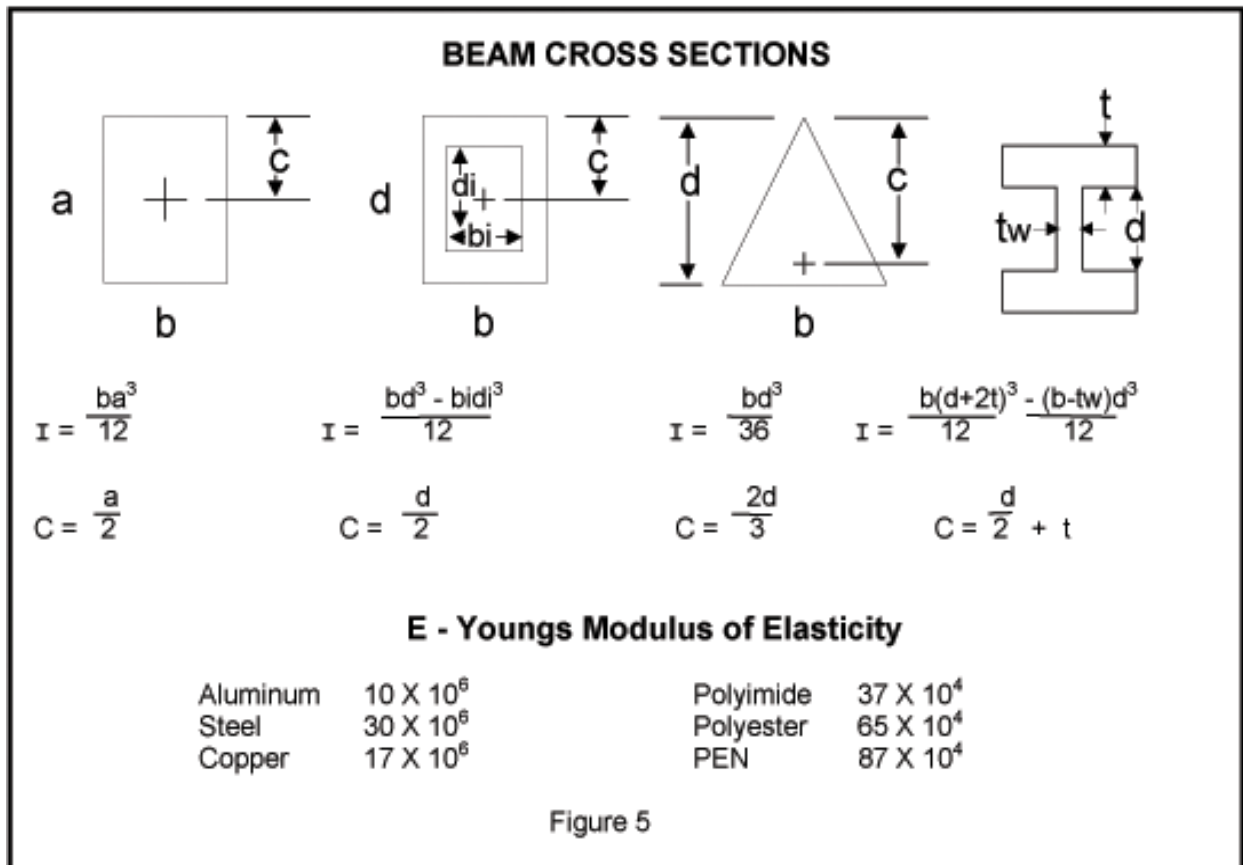 BEAM CROSS SECTIONS
a C b
d di bi C b
d C b
t tw d
I = ba³/12
I = bd³ - bidi³/12
I = bd³/36
I = b(d+2t)³/12 - (b-tw)d³/12
C = a/2
C = d/2
C = 2d/3
C = d/2 + t
E - Youngs Modulus of Elasticity
Aluminum 10 X 10⁶ Polyimide 37 X 10⁴
Steel 30 X 10⁶ Polyester 65 X 10⁴
Copper 17 X 10⁶ PEN 87 X 10⁴
Figure 5